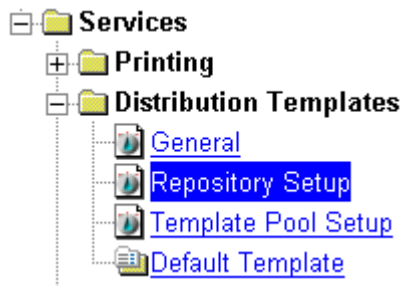 Services
Printing
Distribution Templates
General
Repository Setup
Template Pool Setup
Default Template